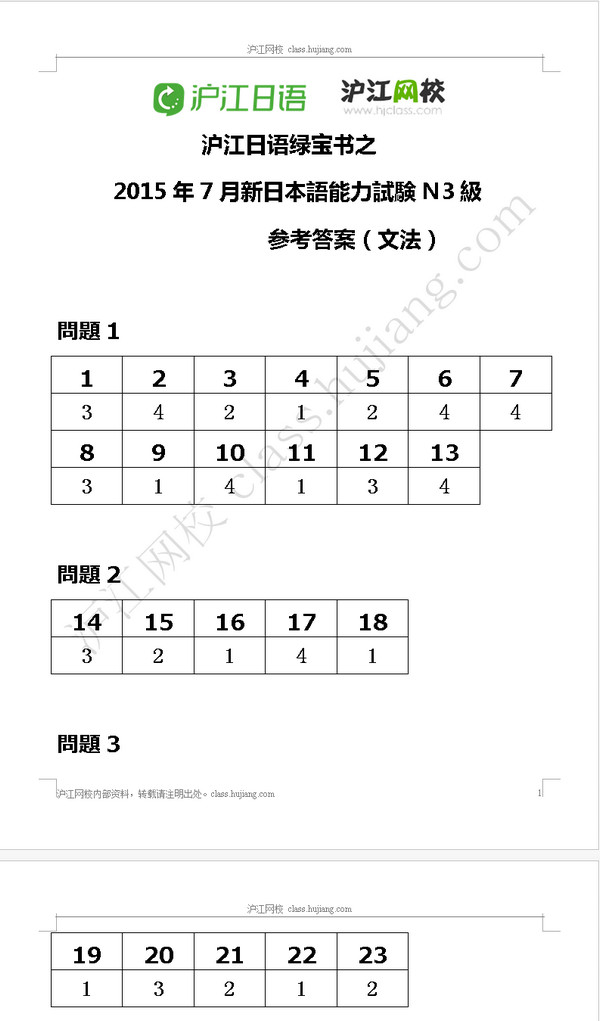 沪江网校 class.hujiang.com
沪江日语 沪江网校
www.hjclass.com
沪江日语绿宝书之
2015 年 7 月新日本語能力試験 N3 級
参考答案（文法）
問題 1
1 2 3 4 5 6 7
3 4 2 1 2 4 4
8 9 10 11 12 13
3 1 4 1 3 4
沪江网校 class.hujiang.com
問題 2
14 15 16 17 18
3 2 1 4 1
問題 3
沪江网校内部资料，转载请注明出处。class.hujiang.com 1
沪江网校 class.hujiang.com
19 20 21 22 23
1 3 2 1 2